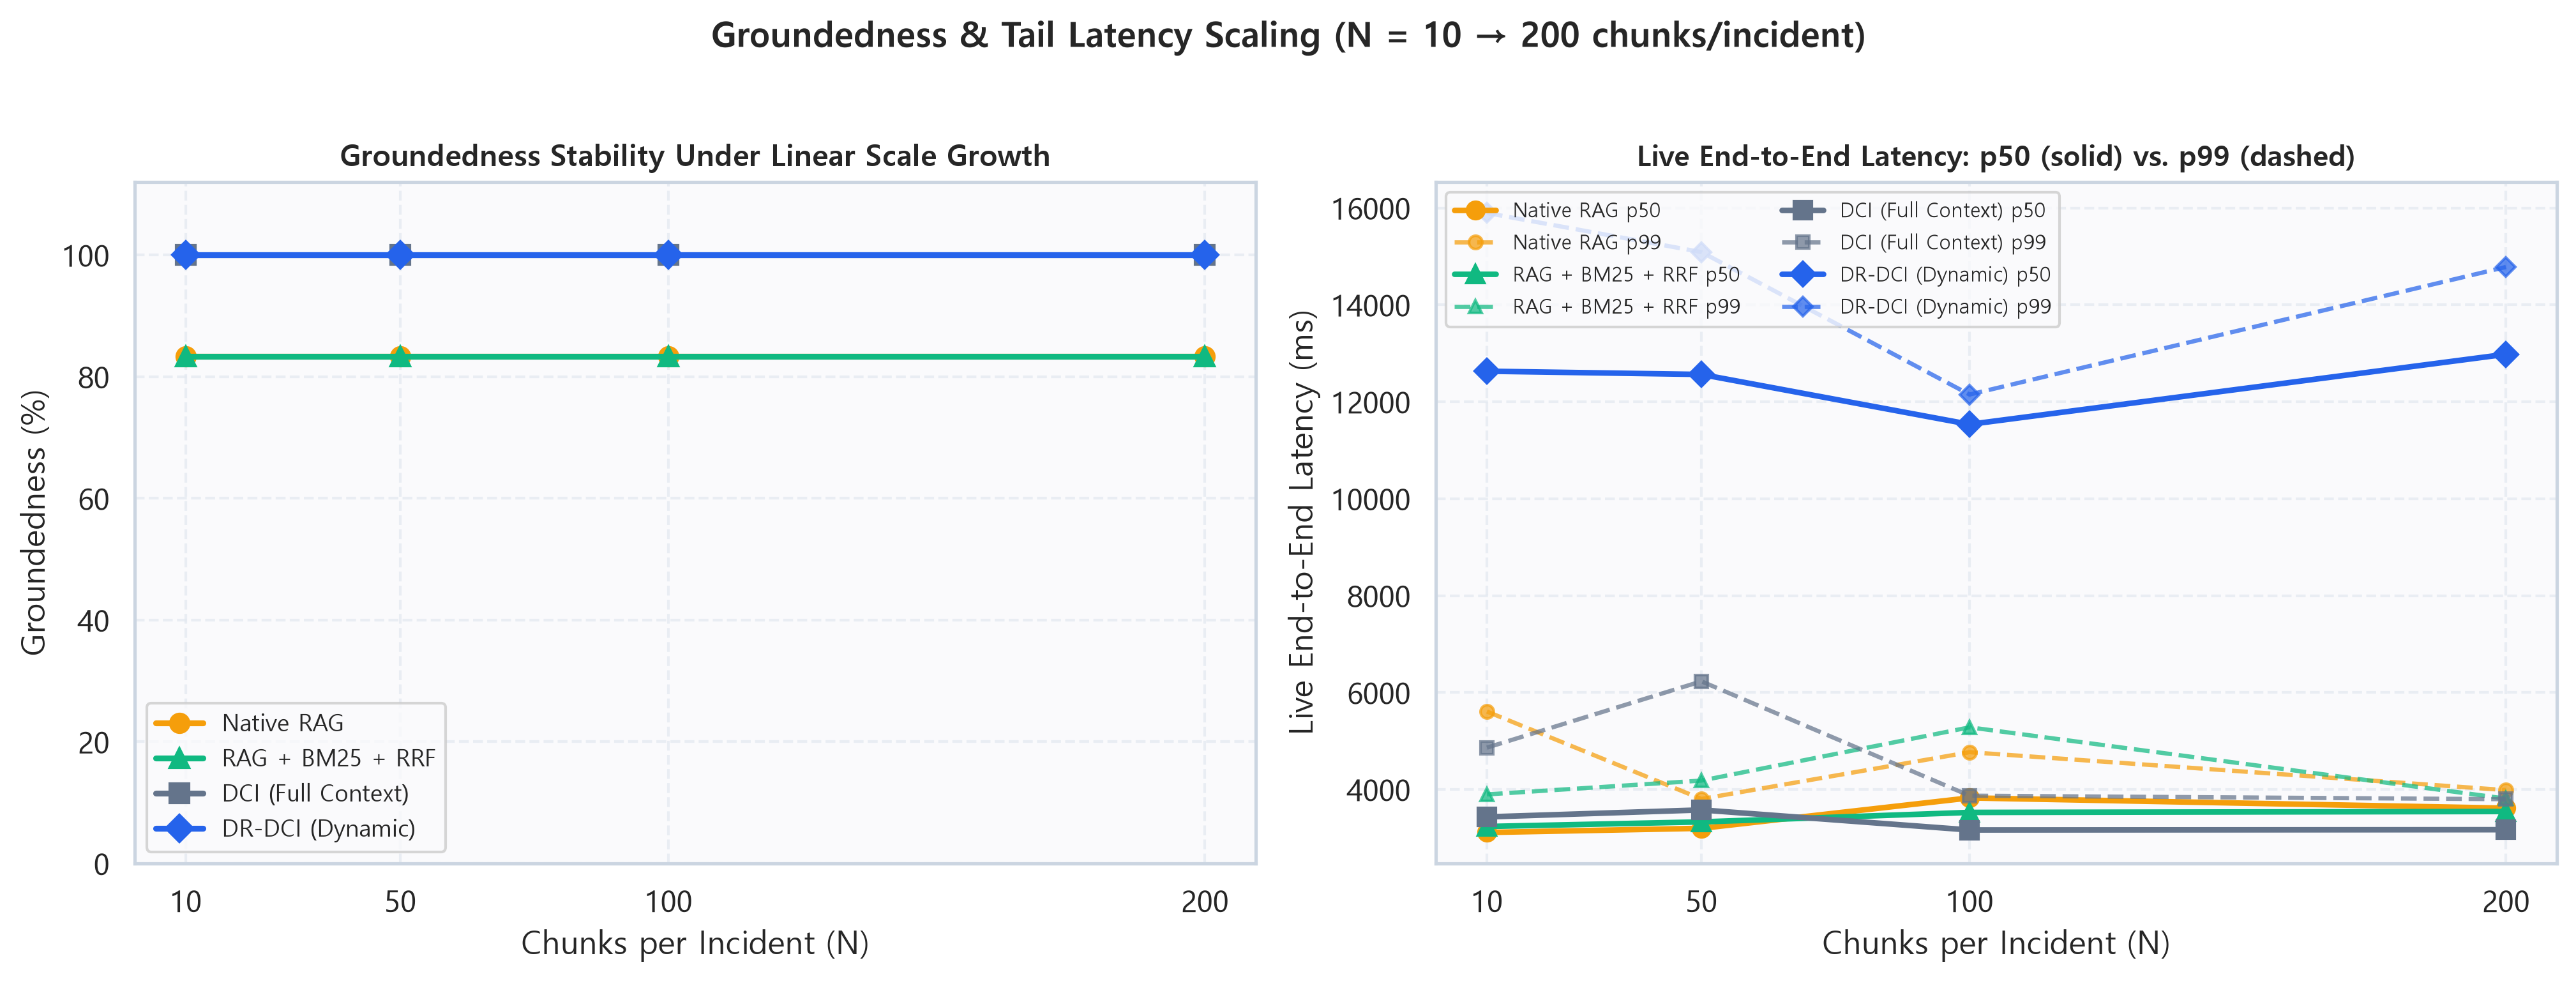 Groundedness & Tail Latency Scaling (N = 10 → 200 chunks/incident)
Groundedness Stability Under Linear Scale Growth
Groundedness (%)
100
80
60
40
20
0
Native RAG
RAG + BM25 + RRF
DCI (Full Context)
DR-DCI (Dynamic)
10 50 100 200
Chunks per Incident (N)
Live End-to-End Latency: p50 (solid) vs. p99 (dashed)
Live End-to-End Latency (ms)
16000
14000
12000
10000
8000
6000
4000
Native RAG p50
Native RAG p99
RAG + BM25 + RRF p50
RAG + BM25 + RRF p99
DCI (Full Context) p50
DCI (Full Context) p99
DR-DCI (Dynamic) p50
DR-DCI (Dynamic) p99
10 50 100 200
Chunks per Incident (N)